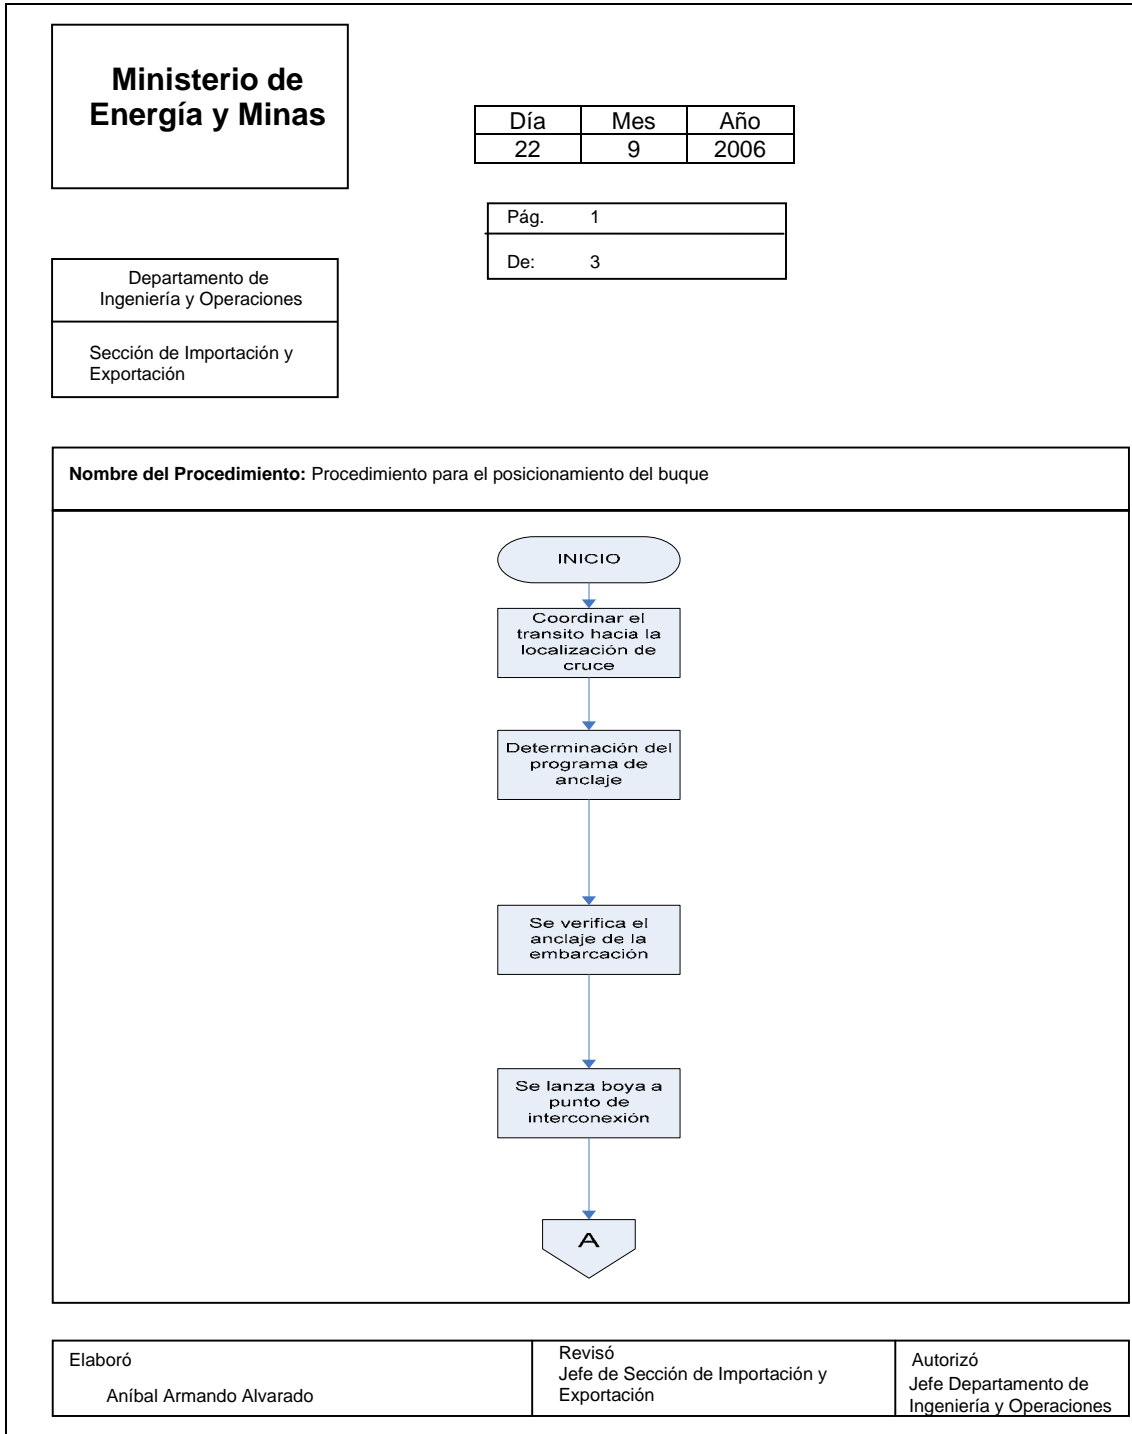 Ministerio de
Energía y Minas
Día Mes Año
22 9 2006
Pág. 1
De: 3
Departamento de
Ingeniería y Operaciones
Sección de Importación y
Exportación
Nombre del Procedimiento: Procedimiento para el posicionamiento del buque
INICIO
Coordinar el
transito hacia la
localización de
cruce
Determinación del
programa de
anclaje
Se verifica el
anclaje de la
embarcación
Se lanza boya a
punto de
interconexión
A
Elaboró
Aníbal Armando Alvarado
Revisó
Jefe de Sección de Importación y
Exportación
Autorizó
Jefe Departamento de
Ingeniería y Operaciones